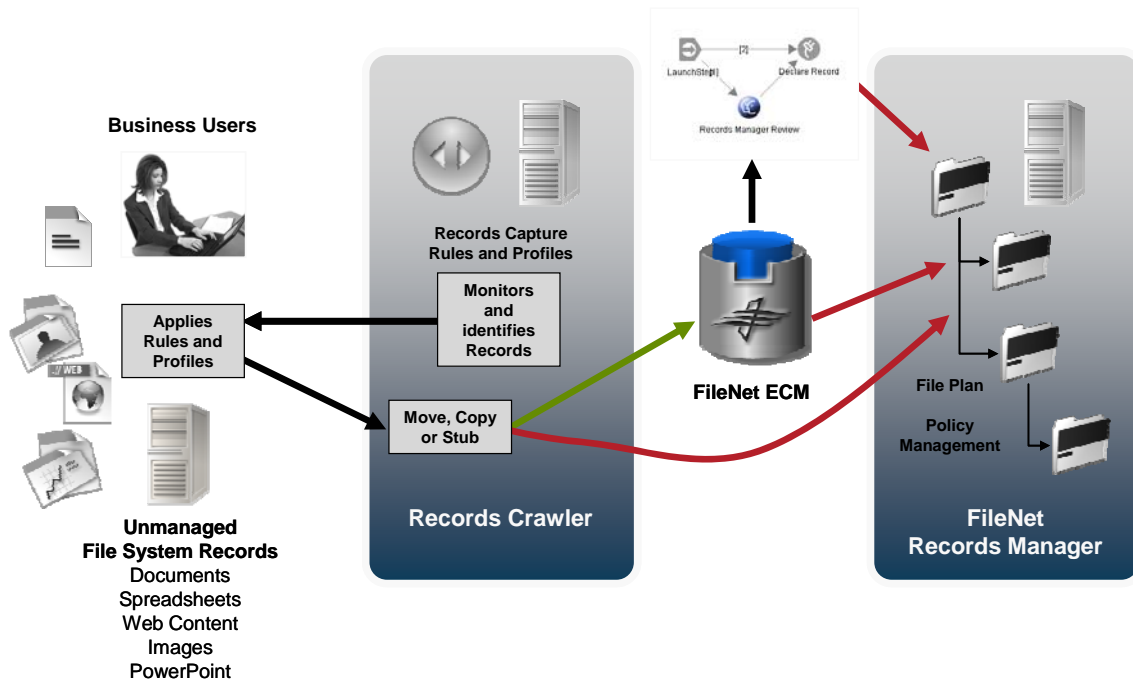 Business Users
WEB
Applies
Rules and
Profiles
Unmanaged
File System Records
Documents
Spreadsheets
Web Content
Images
PowerPoint
Records Capture
Rules and Profiles
Monitors
and
identifies
Records
Move, Copy
or Stub
Records Crawler
[2]
Declare Record
Records Manager Review
FileNet ECM
File Plan
Policy
Management
FileNet
Records Manager